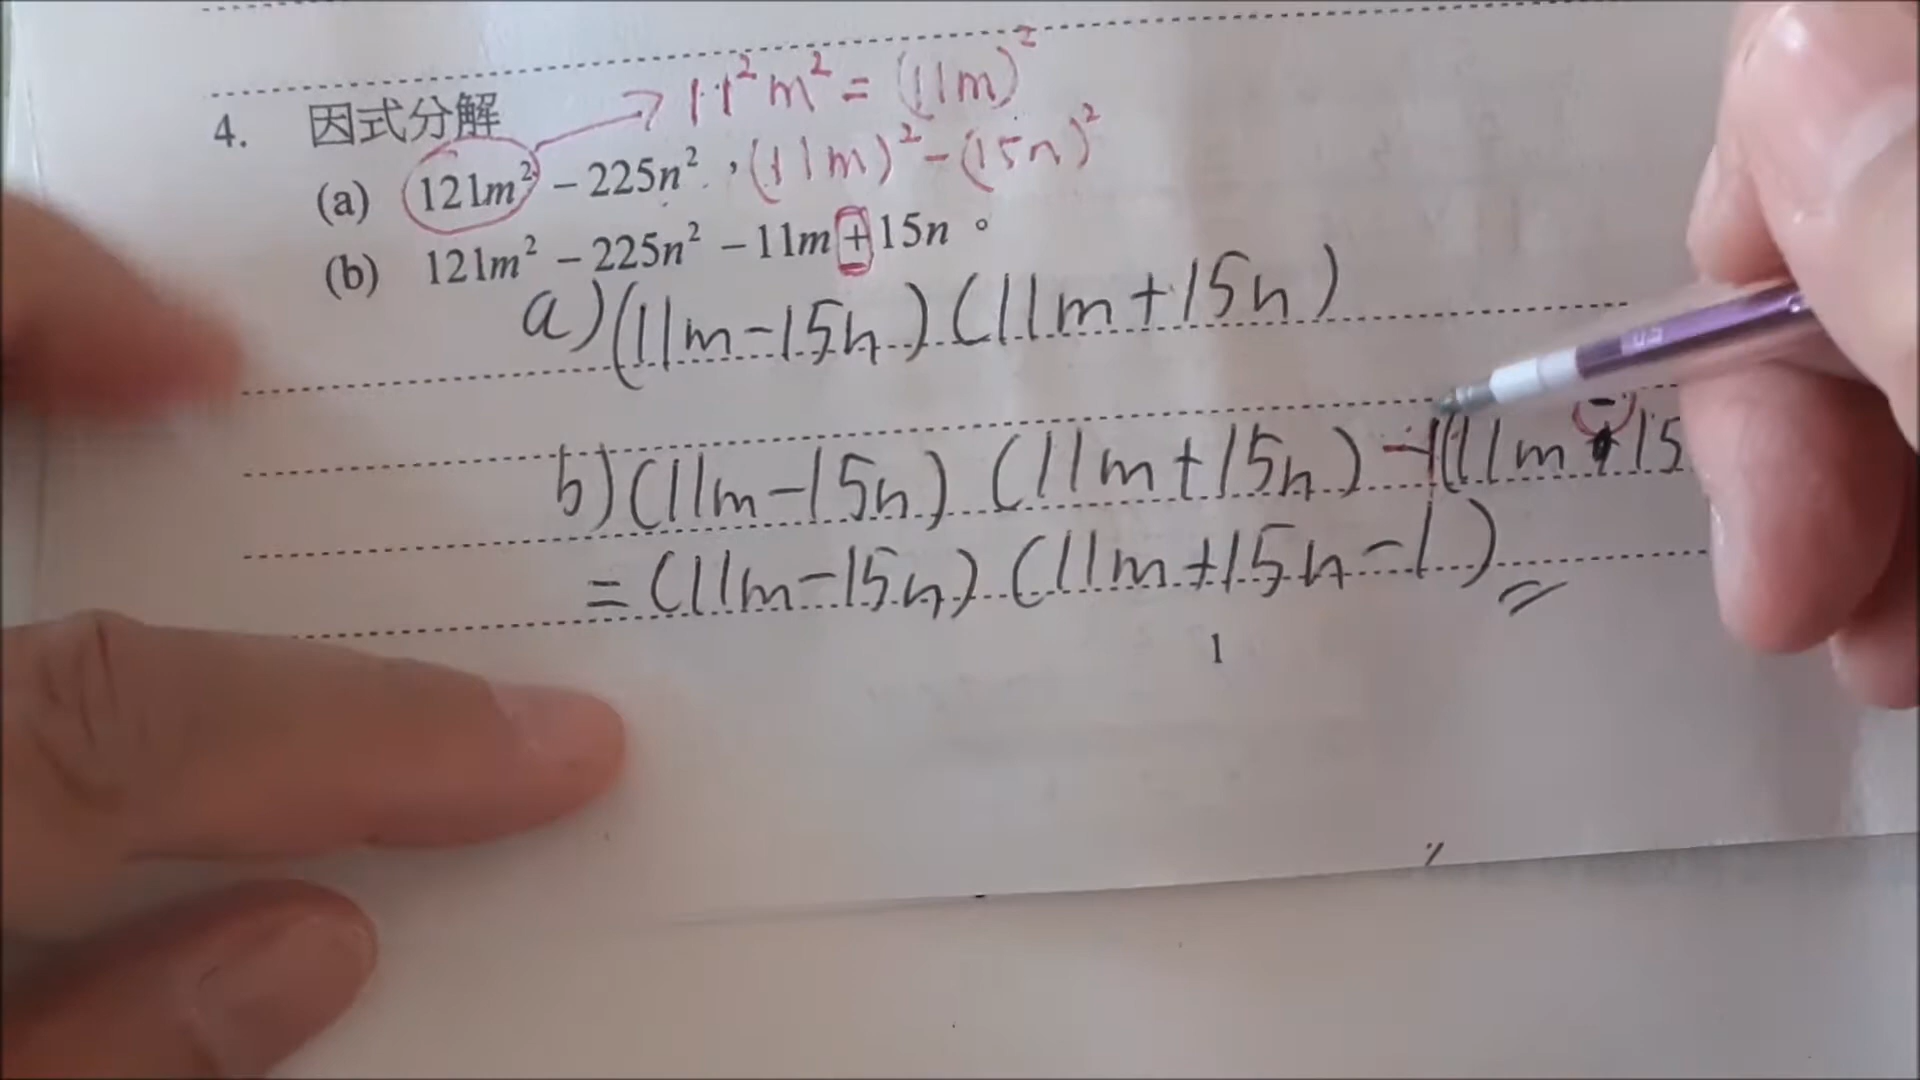 11²m² = (11m)²
4. 因式分解
(a) 121m² − 225n² , (11m)² − (15n)²
(b) 121m² − 225n² − 11m + 15n 。
a) (11m − 15n) (11m + 15n)
b) (11m − 15n) (11m + 15n) − 1(11m − 15
= (11m − 15n) (11m + 15n − 1)
1